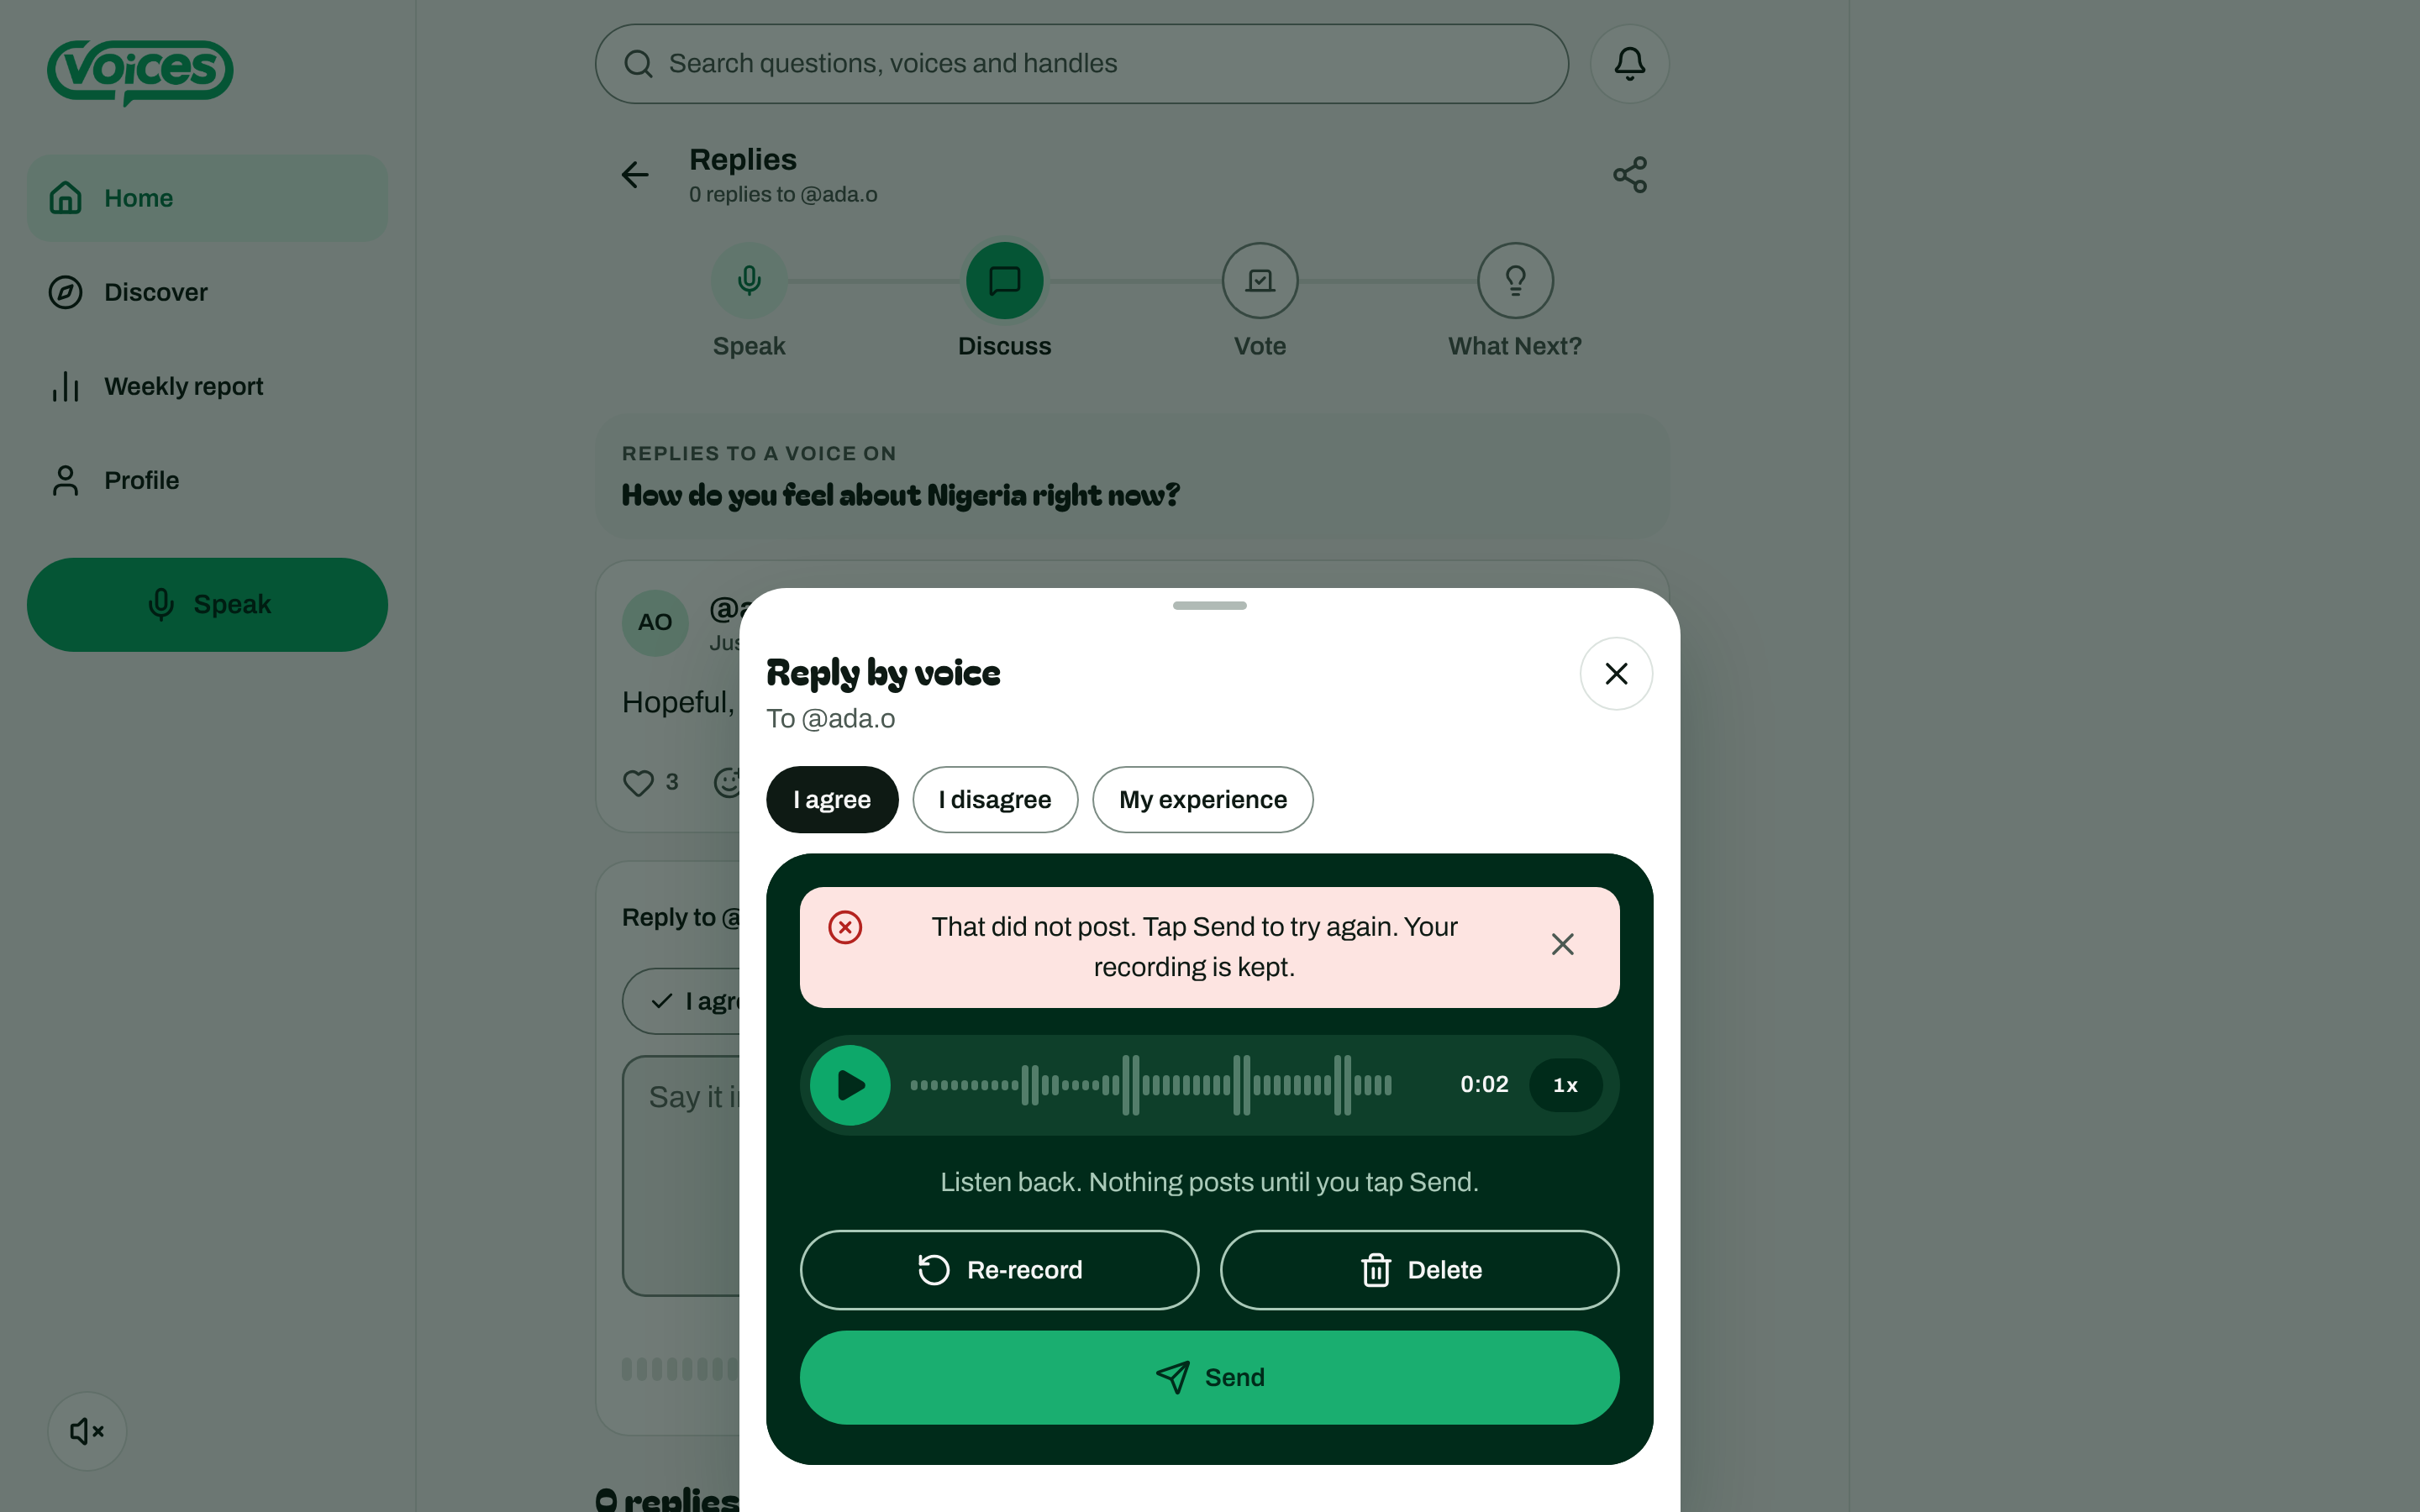 voices
Search questions, voices and handles
Home
Discover
Weekly report
Profile
Speak
Replies
0 replies to @ada.o
Speak
Discuss
Vote
What Next?
REPLIES TO A VOICE ON
How do you feel about Nigeria right now?
AO
@a
Jus
Hopeful,
3
Reply to @
I agre
Say it i
0 replies
Reply by voice
To @ada.o
I agree
I disagree
My experience
That did not post. Tap Send to try again. Your
recording is kept.
0:02
1x
Listen back. Nothing posts until you tap Send.
Re-record
Delete
Send